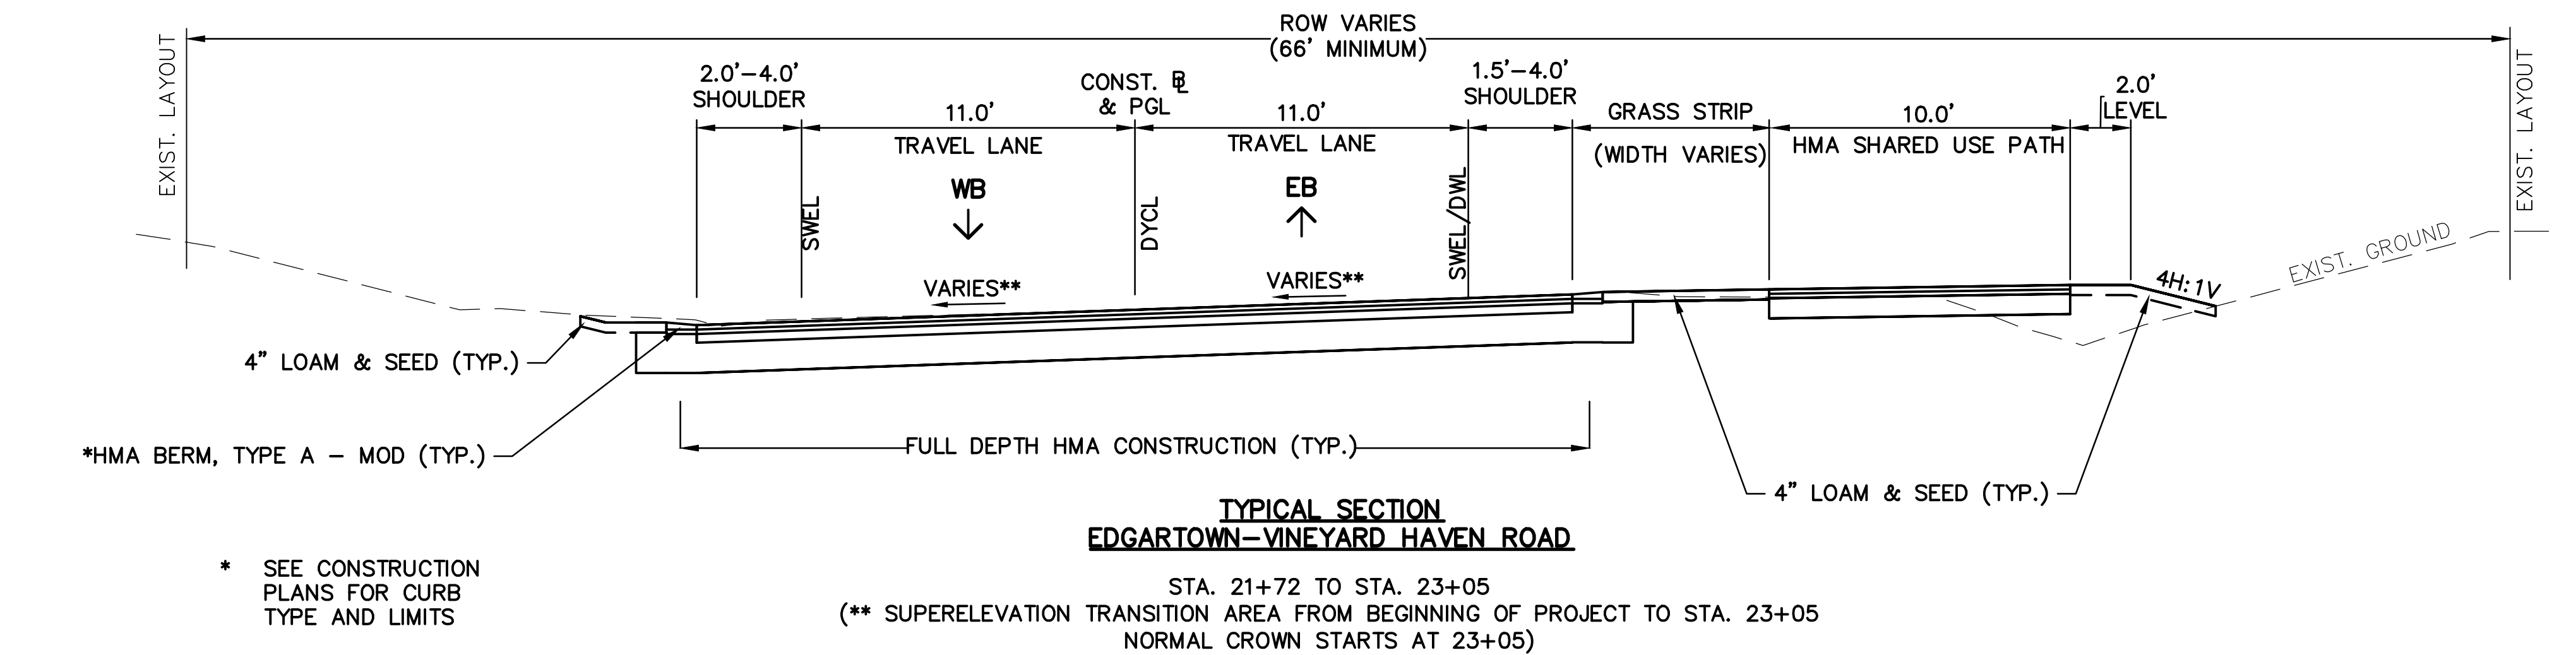 ROW VARIES
(66' MINIMUM)
EXIST. LAYOUT
2.0'-4.0'
SHOULDER
11.0'
TRAVEL LANE
CONST. BL
& PGL
11.0'
TRAVEL LANE
1.5'-4.0'
SHOULDER
GRASS STRIP
(WIDTH VARIES)
10.0'
HMA SHARED USE PATH
2.0'
LEVEL
EXIST. LAYOUT
WB
EB
SWEL
DYCL
SWEL/DWL
VARIES**
VARIES**
4H:1V
EXIST. GROUND
4" LOAM & SEED (TYP.)
*HMA BERM, TYPE A - MOD (TYP.)
FULL DEPTH HMA CONSTRUCTION (TYP.)
4" LOAM & SEED (TYP.)
TYPICAL SECTION
EDGARTOWN-VINEYARD HAVEN ROAD
STA. 21+72 TO STA. 23+05
(** SUPERELEVATION TRANSITION AREA FROM BEGINNING OF PROJECT TO STA. 23+05
NORMAL CROWN STARTS AT 23+05)
* SEE CONSTRUCTION
PLANS FOR CURB
TYPE AND LIMITS